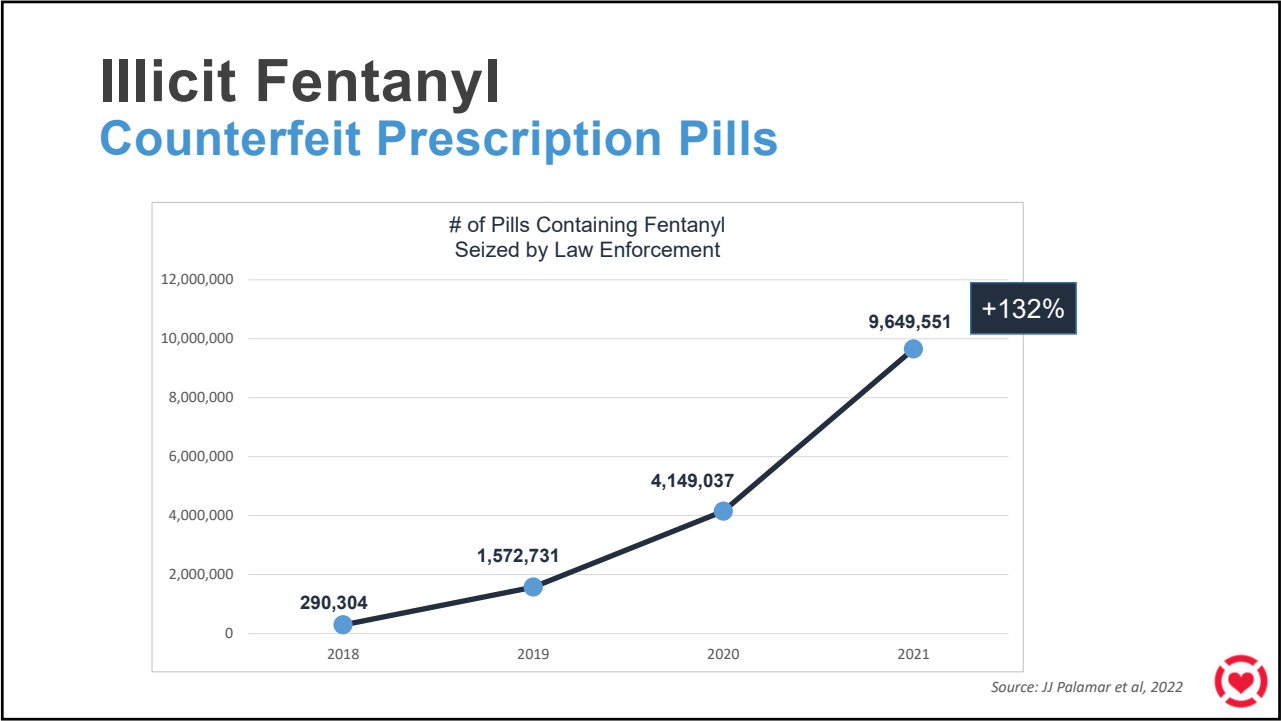 Illicit Fentanyl
Counterfeit Prescription Pills
# of Pills Containing Fentanyl
Seized by Law Enforcement
12,000,000
+132%
9,649,551
10,000,000
8,000,000
6,000,000
4,149,037
4,000,000
1,572,731
2,000,000
290,304
0
2018 2019 2020 2021
Source: JJ Palamar et al, 2022